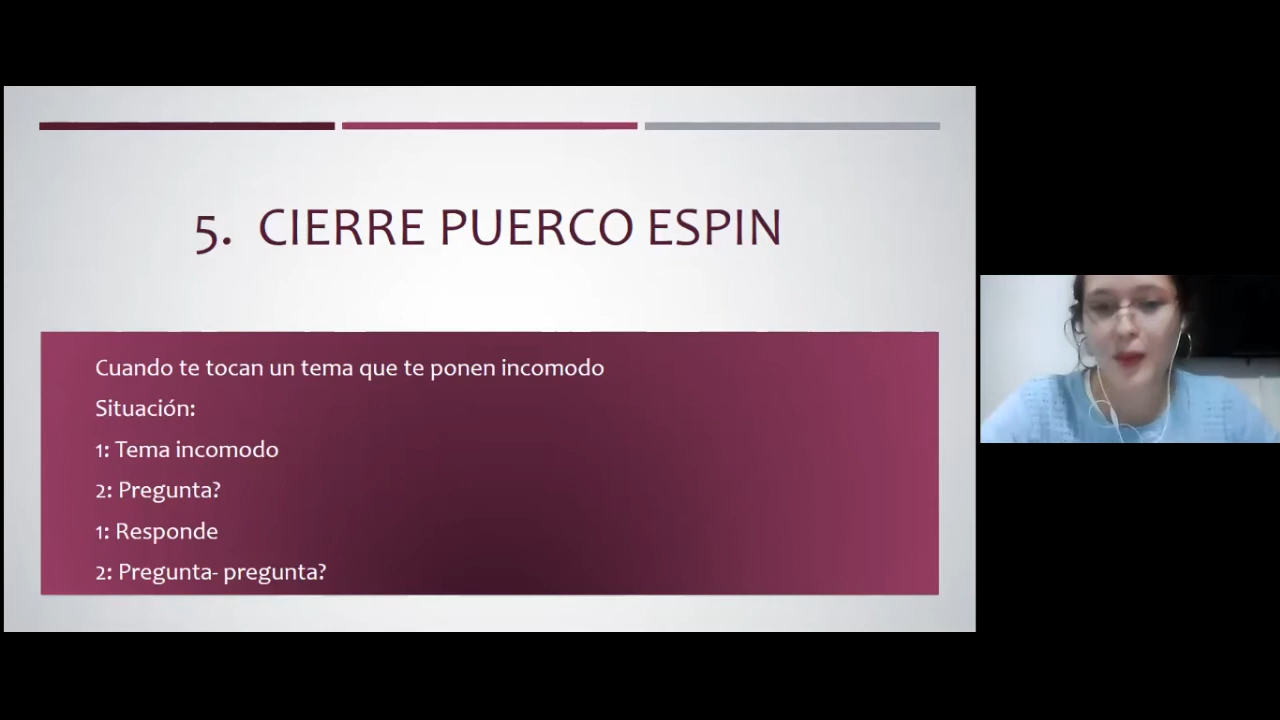 5. CIERRE PUERCO ESPIN
Cuando te tocan un tema que te ponen incomodo
Situación:
1: Tema incomodo
2: Pregunta?
1: Responde
2: Pregunta- pregunta?